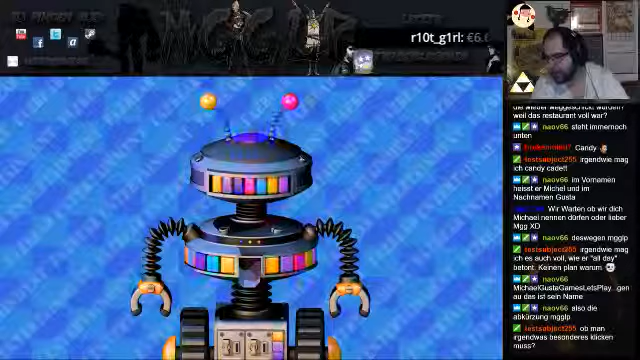 r10t_g1rl: €6.
die wieder weggeschickt, wurden?
weil das restaurant voll war?
naov66 steht immernoch
unten
Candy
testsubject255 irgendwie mag
ich candy cadett
naov66 im Vornamen
heisst er Michel und im
Nachnamen Gusta
Wir Warten ob wir dich
Michael nennen dürfen oder lieber
Mgg XD
naov66 deswegen mgglp
testsubject255 irgendwie mag
ich es auch voll, wie er "all day"
betont. Keinen plan warum
naov66
MichaelGustaGamesLetsPlay...gen
au das ist sein Name
naov66 also die
abkürzung mgglp
testsubject255 ob man
irgendwas besonderes klicken
muss?